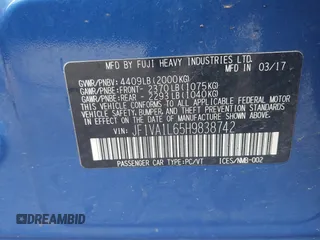 MFD BY FUJI HEAVY INDUSTRIES LTD. 03/17
GVWR/PNBV: 4409LB(2000KG)
GAWR/PNBE:FRONT- 2370LB(1075KG)
GAWR/PNBE:REAR - 2293LB(1040KG)
THIS VEHICLE CONFORMS TO ALL APPLICABLE FEDERAL
MOTOR VEHICLE SAFETY, BUMPER, AND THEFT
PREVENTION STANDARDS IN EFFECT ON THE DATE OF
MANUFACTURE SHOWN ABOVE.
VIN: JF1VA1L65H9838742
PASSENGER CAR TYPE:PC/VT ICES/NMB-002
DREAMBID